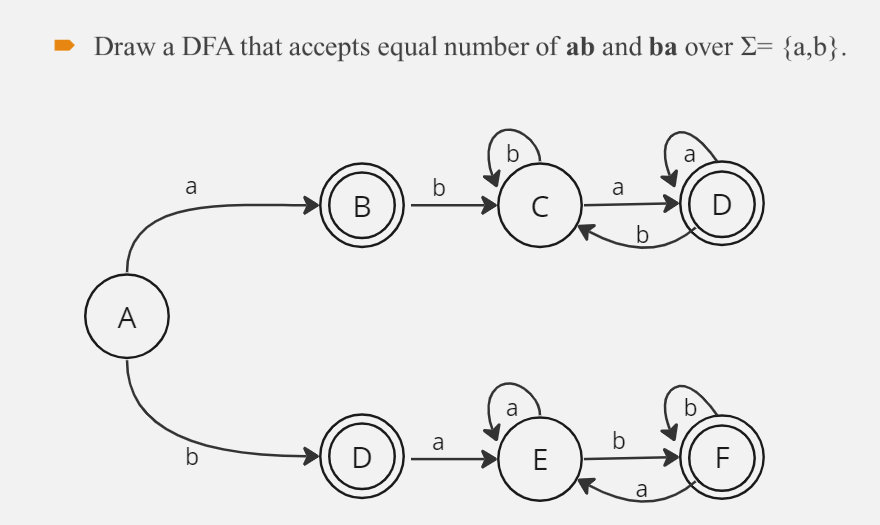 Draw a DFA that accepts equal number of ab and ba over Σ= {a,b}.
b
a
a
B
b
C
a
D
b
A
a
b
b
D
a
E
b
F
a